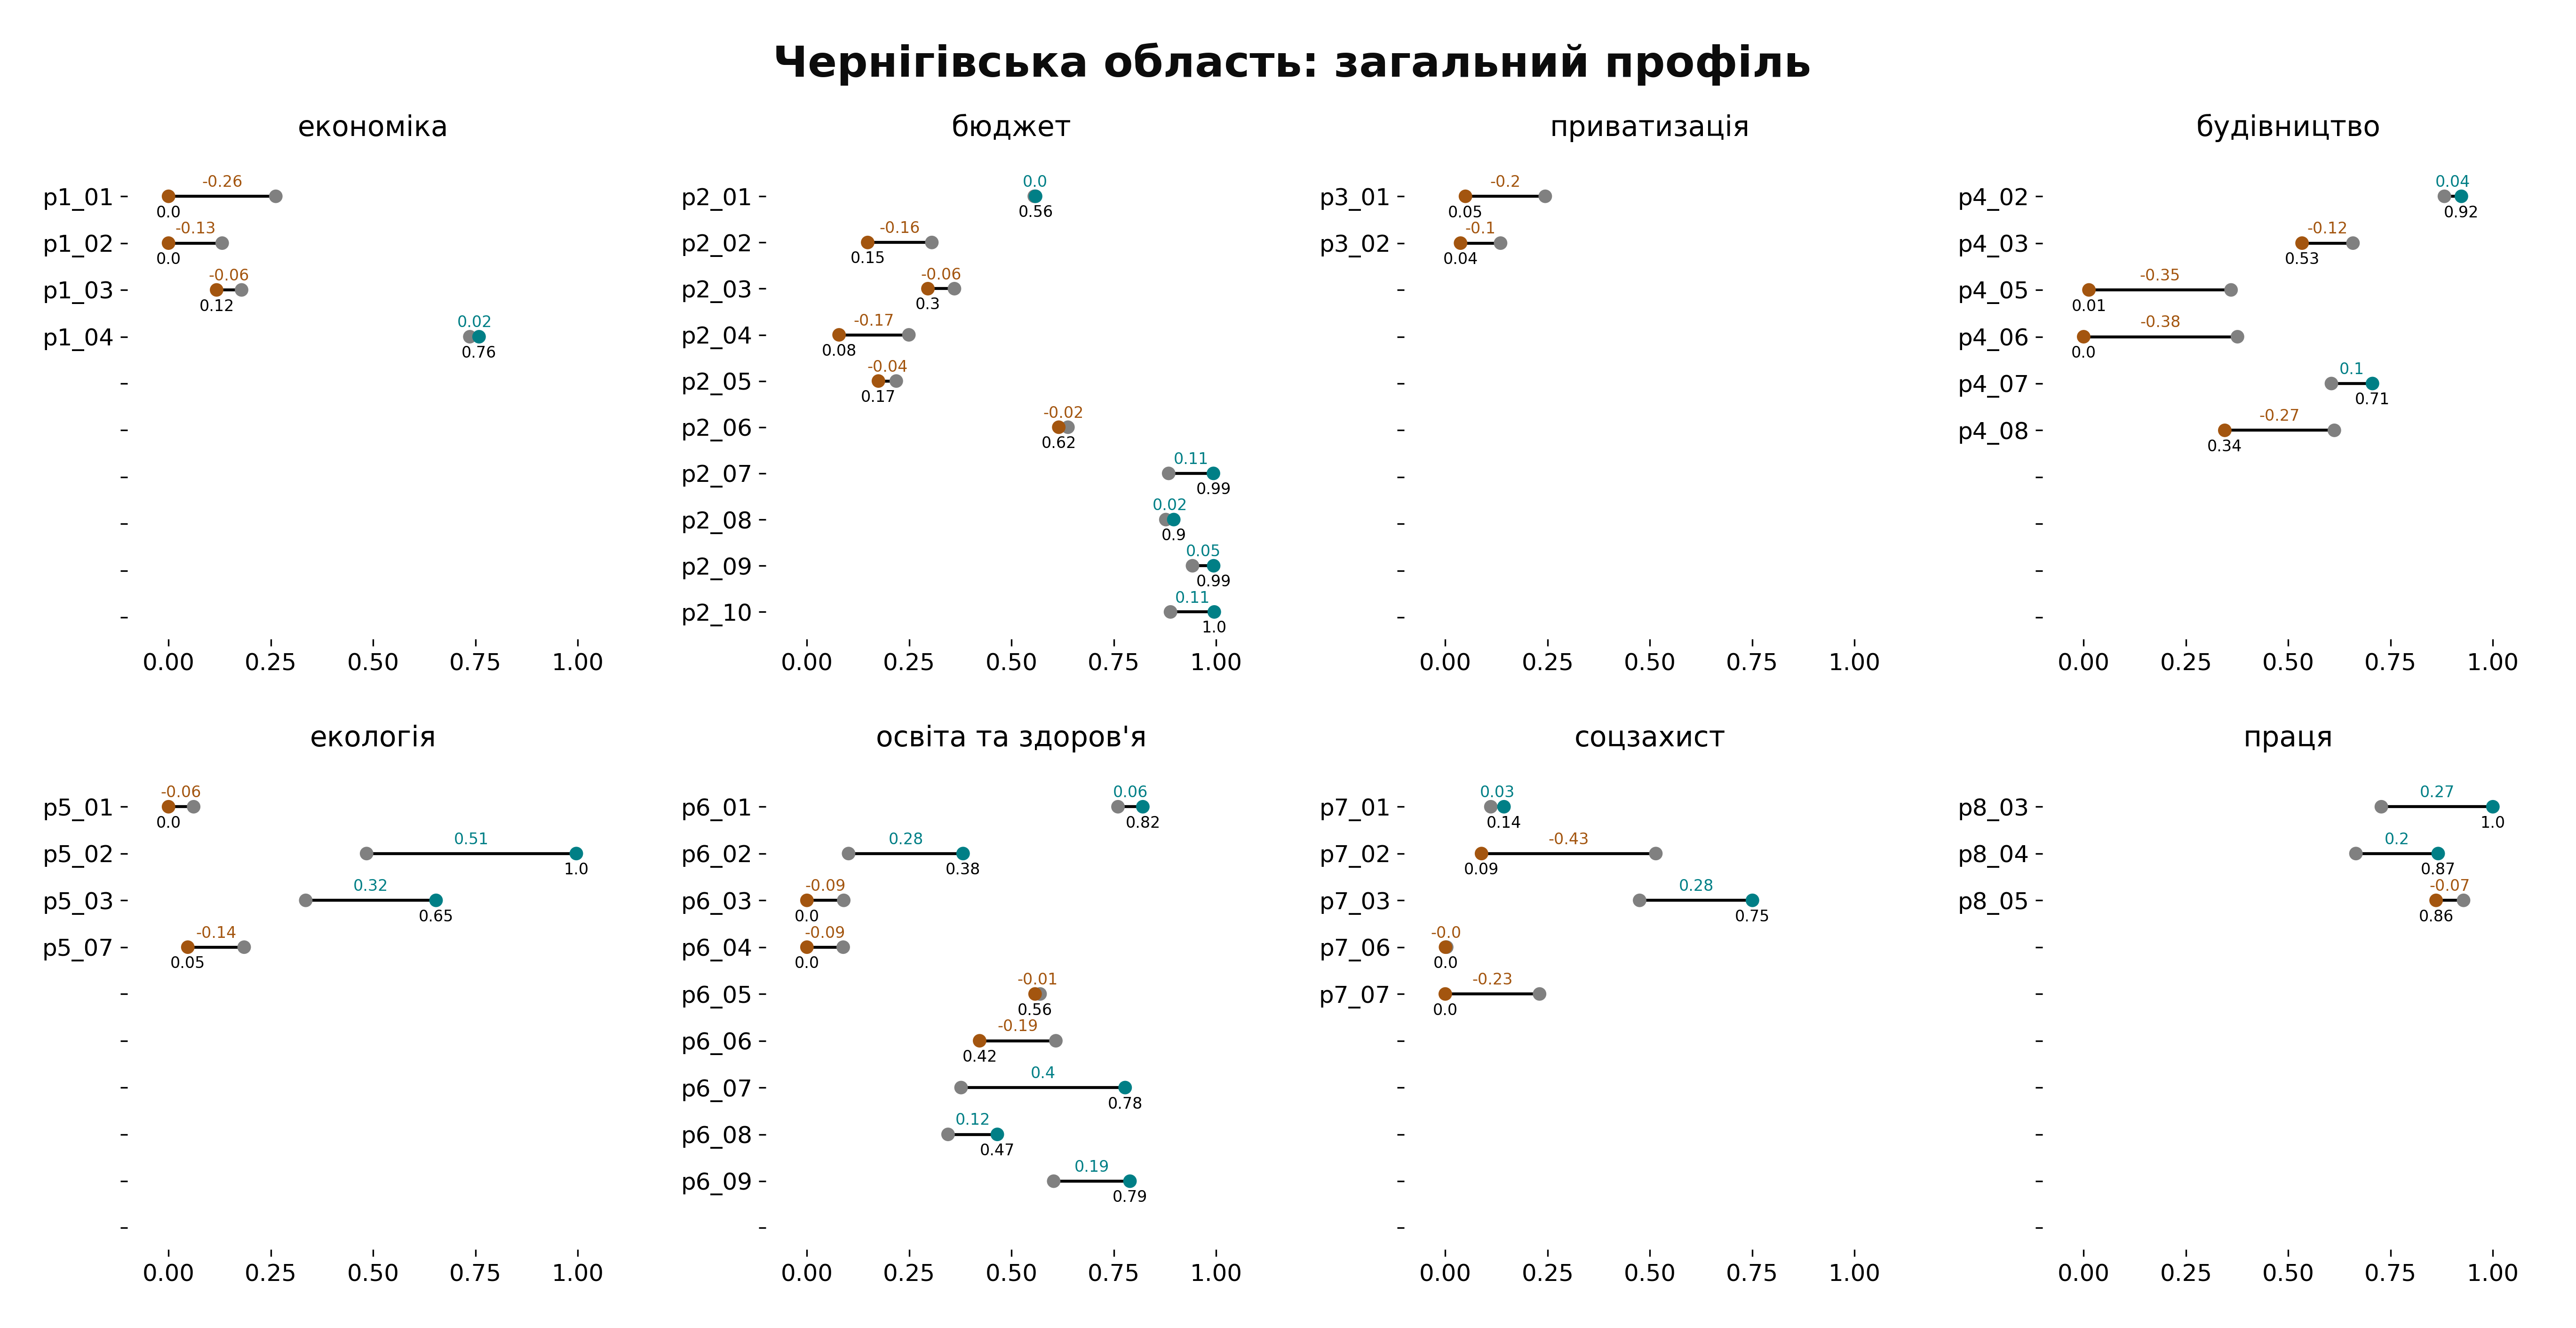 Чернігівська область: загальний профіль
економіка
p1_01
-0.26
0.0
p1_02
-0.13
0.0
p1_03
-0.06
0.12
p1_04
0.02
0.76
0.00 0.25 0.50 0.75 1.00
бюджет
p2_01
0.0
0.56
p2_02
-0.16
0.15
p2_03
-0.06
0.3
p2_04
-0.17
0.08
p2_05
-0.04
0.17
p2_06
-0.02
0.62
p2_07
0.11
0.99
p2_08
0.02
0.9
p2_09
0.05
0.99
p2_10
0.11
1.0
0.00 0.25 0.50 0.75 1.00
приватизація
p3_01
-0.2
0.05
p3_02
-0.1
0.04
0.00 0.25 0.50 0.75 1.00
будівництво
p4_02
0.04
0.92
p4_03
-0.12
0.53
p4_05
-0.35
0.01
p4_06
-0.38
0.0
p4_07
0.1
0.71
p4_08
-0.27
0.34
0.00 0.25 0.50 0.75 1.00
екологія
p5_01
-0.06
0.0
p5_02
0.51
1.0
p5_03
0.32
0.65
p5_07
-0.14
0.05
0.00 0.25 0.50 0.75 1.00
освіта та здоров'я
p6_01
0.06
0.82
p6_02
0.28
0.38
p6_03
-0.09
0.0
p6_04
-0.09
0.0
p6_05
-0.01
0.56
p6_06
-0.19
0.42
p6_07
0.4
0.78
p6_08
0.12
0.47
p6_09
0.19
0.79
0.00 0.25 0.50 0.75 1.00
соцзахист
p7_01
0.03
0.14
p7_02
-0.43
0.09
p7_03
0.28
0.75
p7_06
-0.0
0.0
p7_07
-0.23
0.0
0.00 0.25 0.50 0.75 1.00
праця
p8_03
0.27
1.0
p8_04
0.2
0.87
p8_05
-0.07
0.86
0.00 0.25 0.50 0.75 1.00